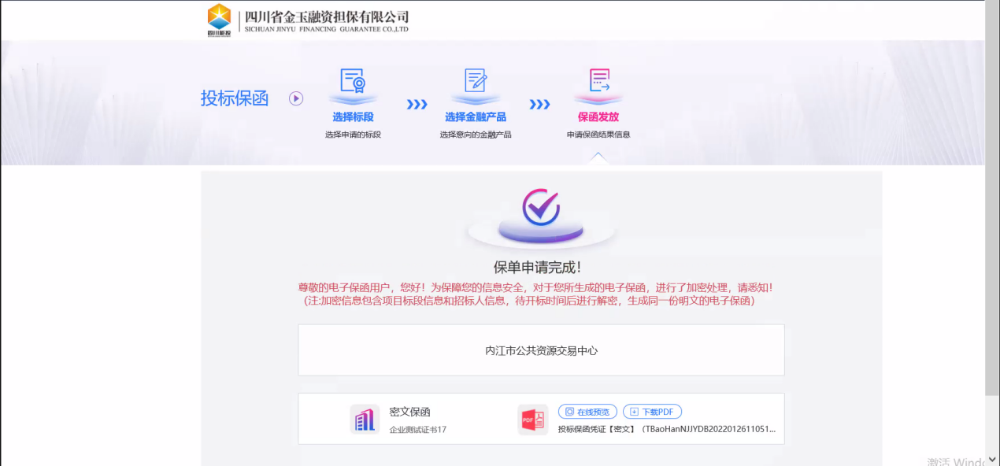 四川能投
四川省金玉融资担保有限公司
SICHUAN JINYU FINANCING GUARANTEE CO.,LTD
投标保函
选择标段
选择申请的标段
选择金融产品
选择意向的金融产品
保函发放
申请保函结果信息
保单申请完成！
尊敬的电子保函用户，您好！为保障您的信息安全，对于您所生成的电子保函，进行了加密处理，请悉知！
（注:加密信息包含项目标段信息和招标人信息，待开标时间后进行解密，生成同一份明文的电子保函）
内江市公共资源交易中心
密文保函
企业测试证书17
PDF
在线预览
下载PDF
投标保函凭证【密文】（TBaoHanNJJYDB2022012611051...
激活 Windo